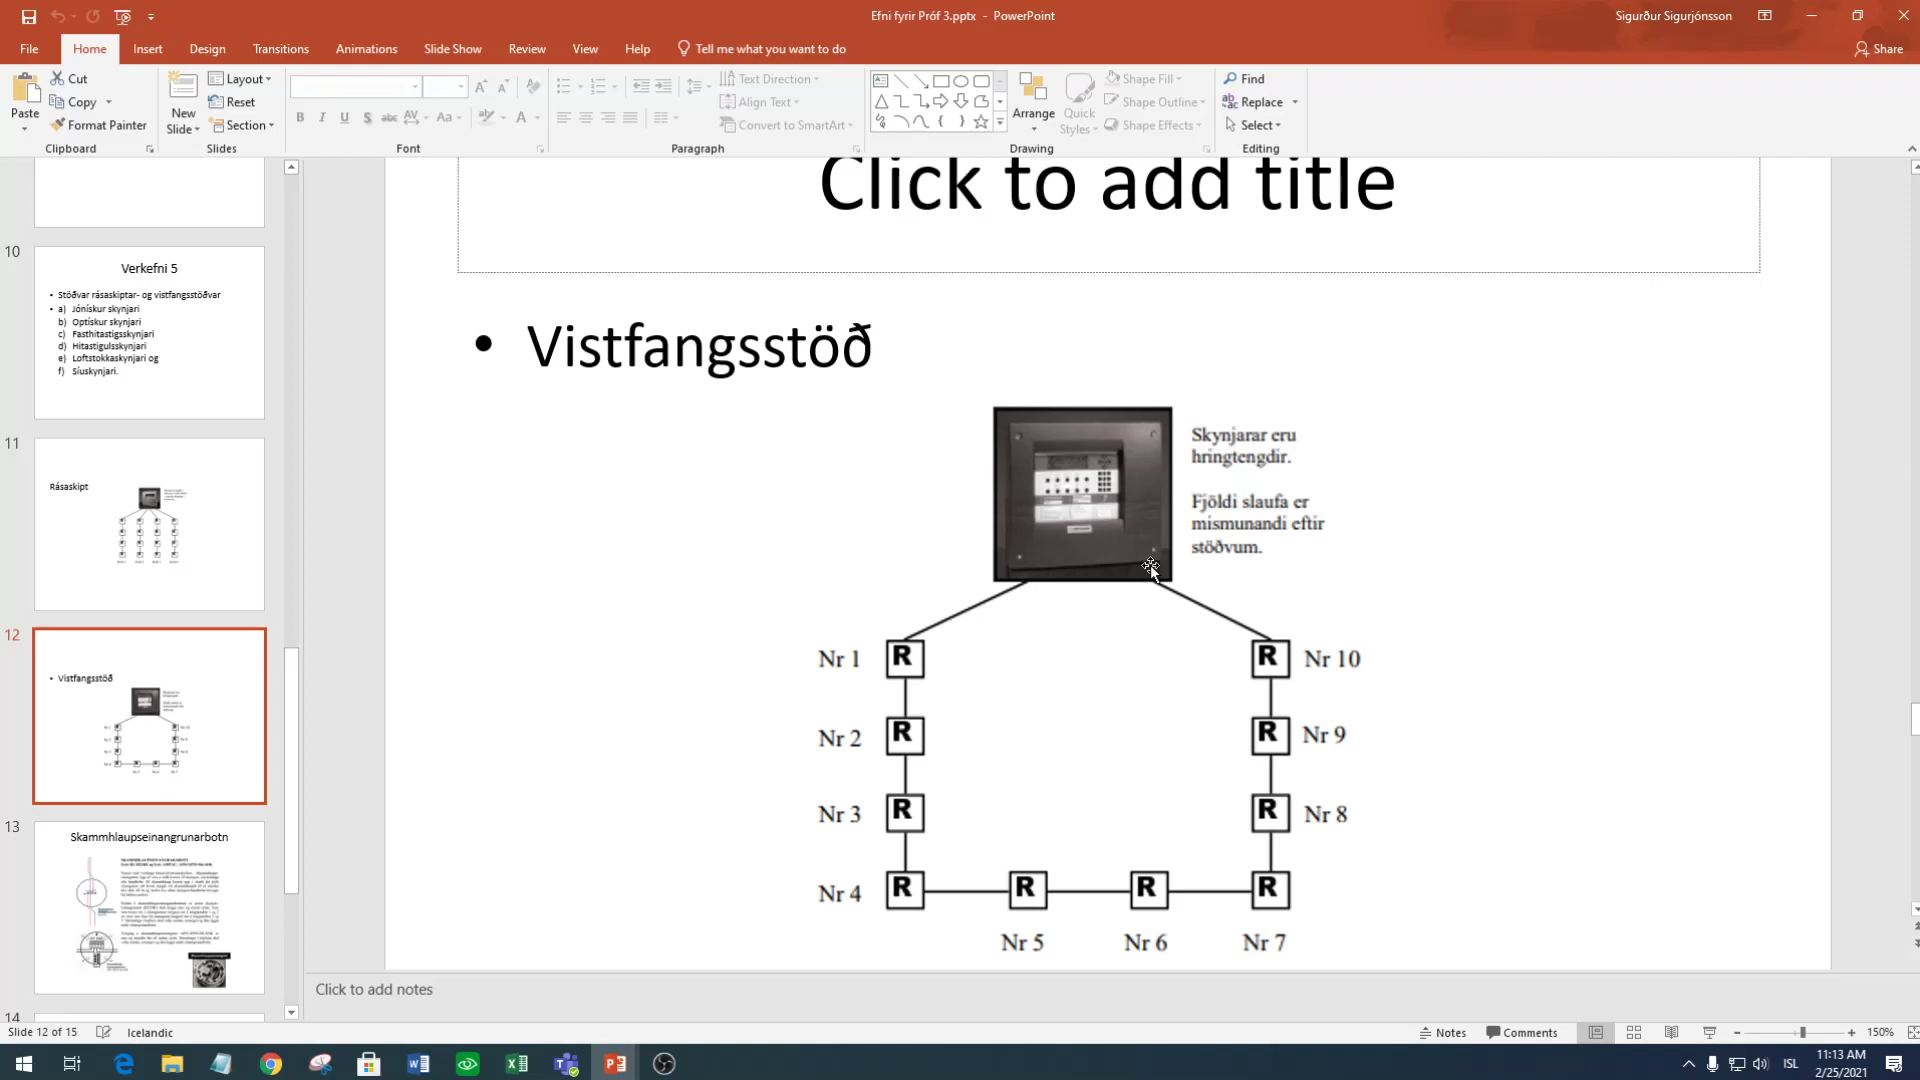 Efni fyrir Próf 3.pptx - PowerPoint
Sigurður Sigurjónsson
File Home Insert Design Transitions Animations Slide Show Review View Help Tell me what you want to do
Share
Cut
Copy
Format Painter
Paste
Clipboard
New Slide
Layout
Reset
Section
Slides
Font
Text Direction
Align Text
Convert to SmartArt
Paragraph
Arrange
Quick Styles
Shape Fill
Shape Outline
Shape Effects
Drawing
Find
Replace
Select
Editing
10
Verkefni 5
• Stöðvar rásaskiptar- og vistfangsstöðvar
• a) Jónískur skynjari
b) Optískur skynjari
c) Fasthitastigsskynjari
d) Hitastigulsskynjari
e) Loftstokkaskynjari og
f) Síuskynjari.
11
Rásaskipt
12
• Vistfangsstöð
13
Skammhlaupseinangrunarbotn
14
Click to add title
• Vistfangsstöð
Skynjarar eru
hringtengdir.
Fjöldi slaufa er
mismunandi eftir
stöðvum.
Nr 1 R R Nr 10
Nr 2 R R Nr 9
Nr 3 R R Nr 8
Nr 4 R R R R
Nr 5 Nr 6 Nr 7
Click to add notes
Slide 12 of 15 Icelandic
Notes Comments 150%
ISL
11:13 AM
2/25/2021